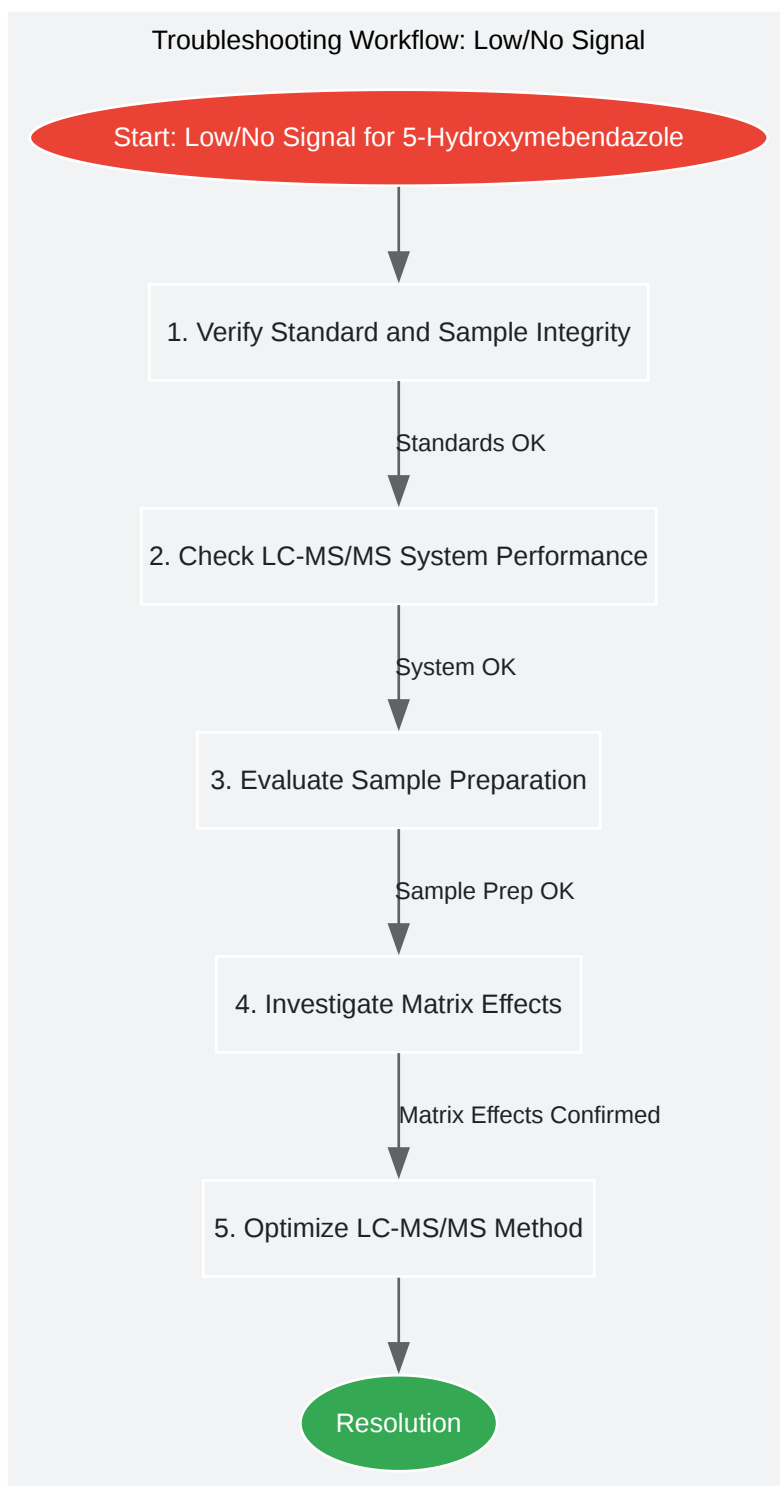 Troubleshooting Workflow: Low/No Signal
Start: Low/No Signal for 5-Hydroxymebendazole
1. Verify Standard and Sample Integrity
Standards OK
2. Check LC-MS/MS System Performance
System OK
3. Evaluate Sample Preparation
Sample Prep OK
4. Investigate Matrix Effects
Matrix Effects Confirmed
5. Optimize LC-MS/MS Method
Resolution